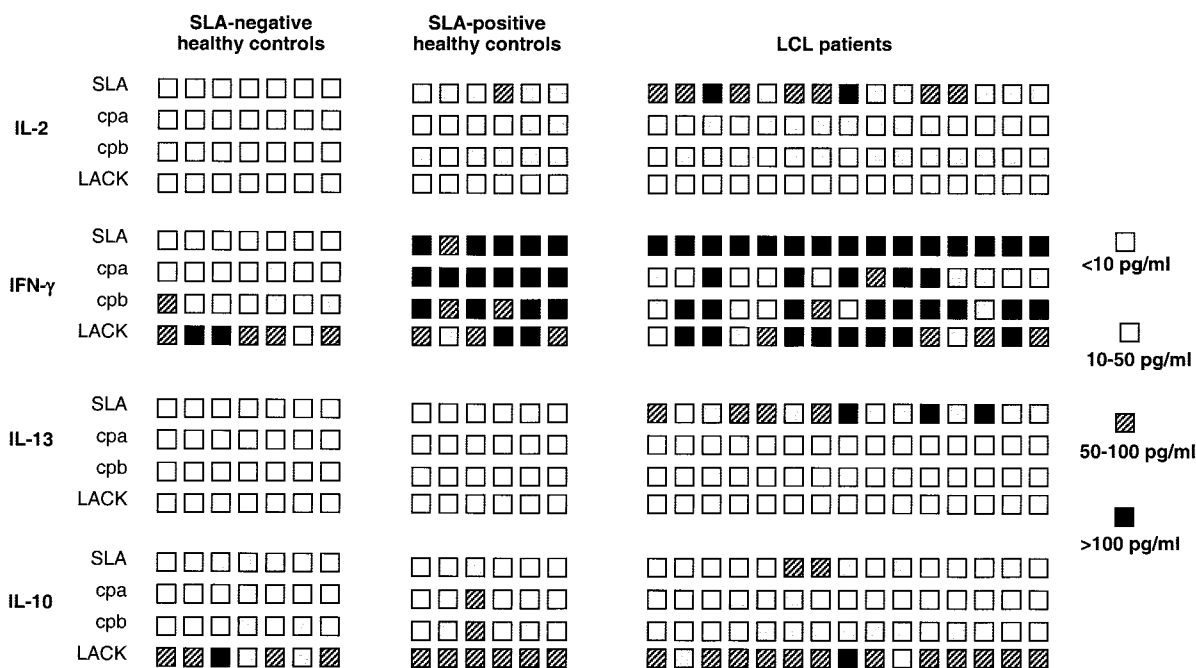 SLA-negative
healthy controls
SLA-positive
healthy controls
LCL patients
IL-2
SLA
cpa
cpb
LACK
IFN-γ
SLA
cpa
cpb
LACK
IL-13
SLA
cpa
cpb
LACK
IL-10
SLA
cpa
cpb
LACK
<10 pg/ml
10-50 pg/ml
50-100 pg/ml
>100 pg/ml